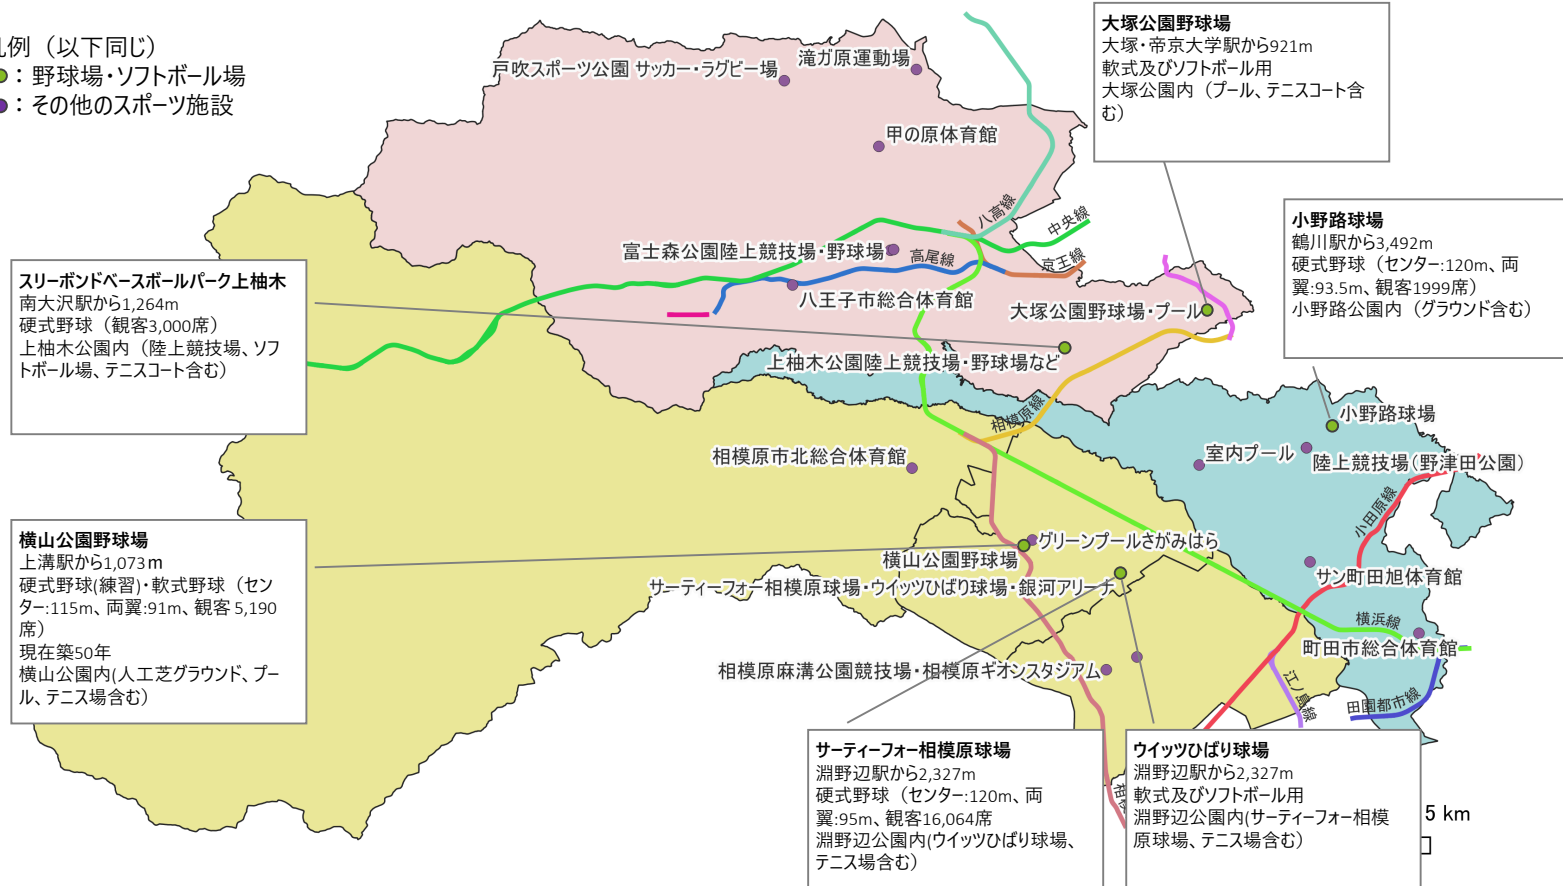 凡例（以下同じ）
：野球場・ソフトボール場
：その他のスポーツ施設
大塚公園野球場
大塚・帝京大学駅から921m
軟式及びソフトボール用
大塚公園内（プール、テニスコート含
む）
戸吹スポーツ公園 サッカー・ラグビー場
滝ガ原運動場
甲の原体育館
八高線
中央線
小野路球場
鶴川駅から3,492m
硬式野球（センター:120m、両
翼:93.5m、観客1999席）
小野路公園内（グラウンド含む）
富士森公園陸上競技場・野球場
高尾線
京王線
スリーボンドベースボールパーク上柚木
南大沢駅から1,264m
硬式野球（観客3,000席）
上柚木公園内（陸上競技場、ソフ
トボール場、テニスコート含む）
八王子市総合体育館
大塚公園野球場・プール
上柚木公園陸上競技場・野球場など
相模原線
小野路球場
相模原市北総合体育館
室内プール
陸上競技場（野津田公園）
小田原線
横山公園野球場
上溝駅から1,073m
硬式野球(練習)・軟式野球（セン
ター:115m、両翼:91m、観客 5,190
席）
現在築50年
横山公園内(人工芝グラウンド、プー
ル、テニス場含む）
グリーンプールさがみはら
横山公園野球場
サーティーフォー相模原球場・ウイッツひばり球場・銀河アリーナ
サン町田旭体育館
横浜線
町田市総合体育館
相模原麻溝公園競技場・相模原ギオンスタジアム
江ノ島線
田園都市線
サーティーフォー相模原球場
淵野辺駅から2,327m
硬式野球（センター:120m、両
翼:95m、観客16,064席
淵野辺公園内(ウイッツひばり球場、
テニス場含む）
相模
ウイッツひばり球場
淵野辺駅から2,327m
軟式及びソフトボール用
淵野辺公園内(サーティーフォー相模
原球場、テニス場含む）
5 km